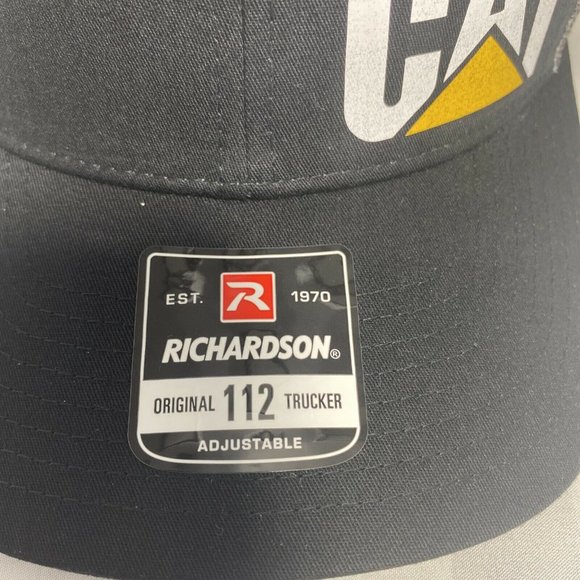 CAT
EST. R 1970
RICHARDSON®
ORIGINAL 112 TRUCKER
ADJUSTABLE